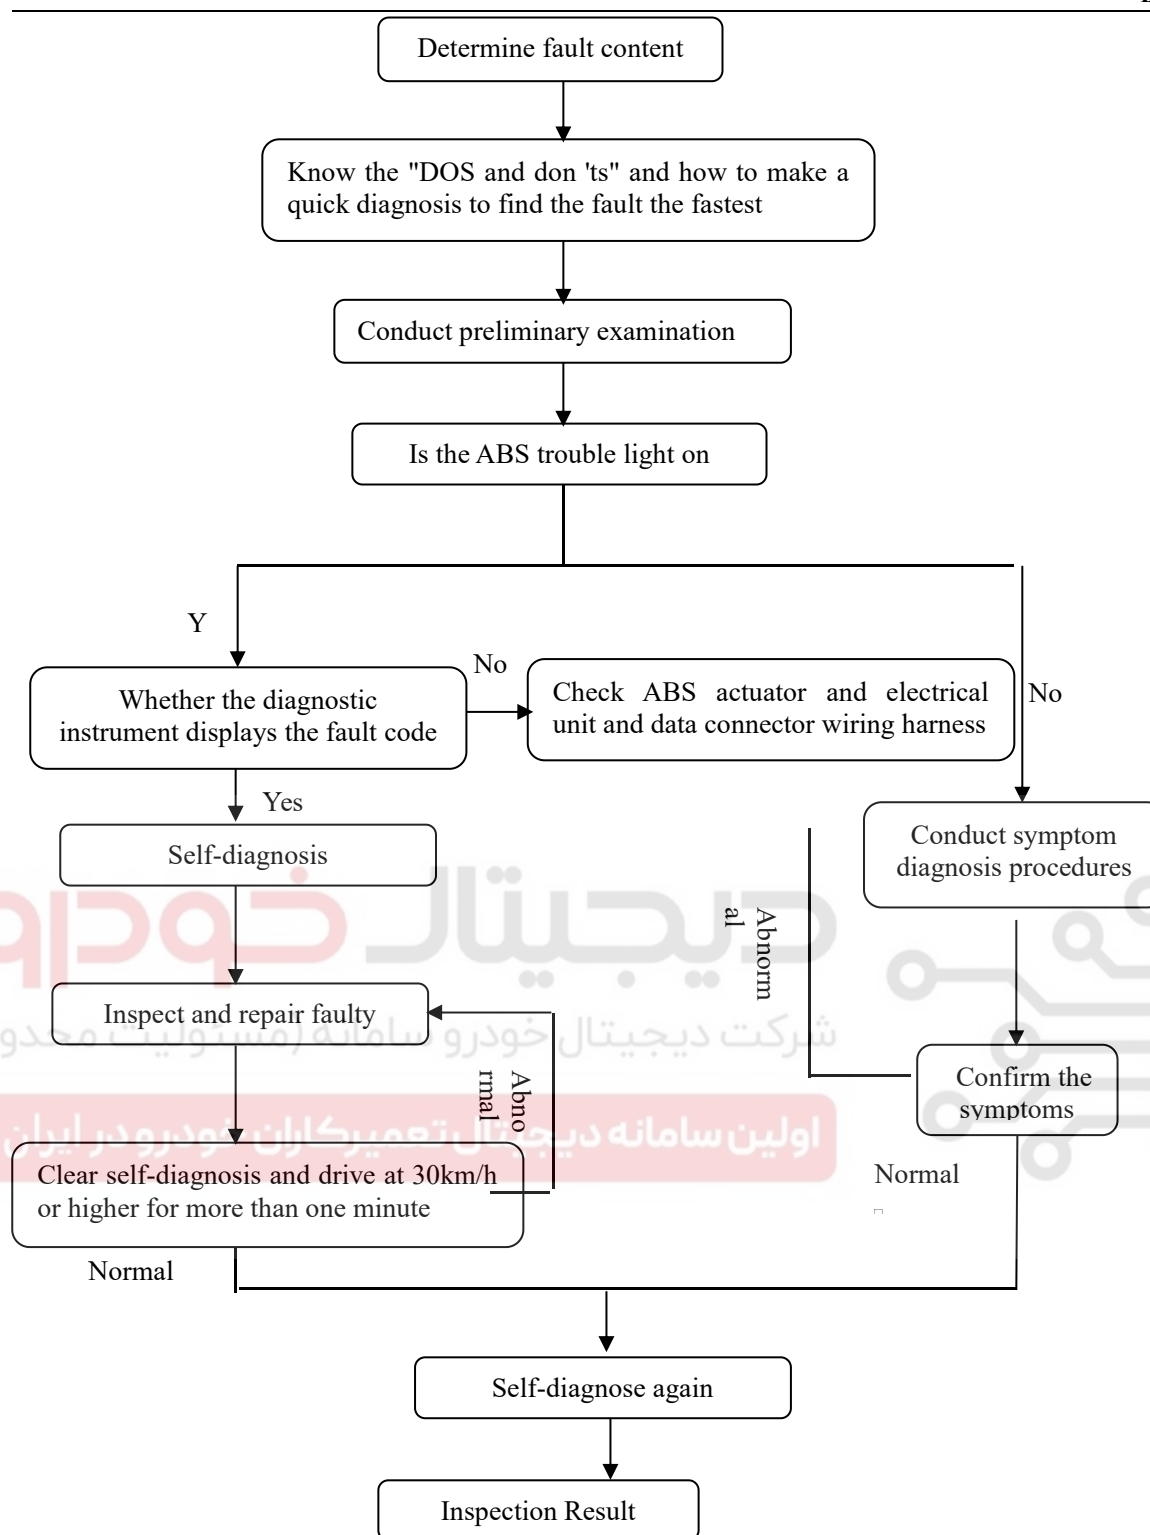 Determine fault content
Know the "DOS and don 'ts" and how to make a
quick diagnosis to find the fault the fastest
Conduct preliminary examination
Is the ABS trouble light on
Y
No
Whether the diagnostic
instrument displays the fault code
Check ABS actuator and electrical
unit and data connector wiring harness
No
Yes
Self-diagnosis
Conduct symptom
diagnosis procedures
دیجیتال خودرو
Abnorm
al
Inspect and repair faulty
شرکت دیجیتال خودرو سامانه (مسئولیت محدو
Abno
rmal
Confirm the
symptoms
اولین سامانه دیجیتال تعمیرکاران خودرو در ایران
Clear self-diagnosis and drive at 30km/h
or higher for more than one minute
Normal
Normal
Self-diagnose again
Inspection Result